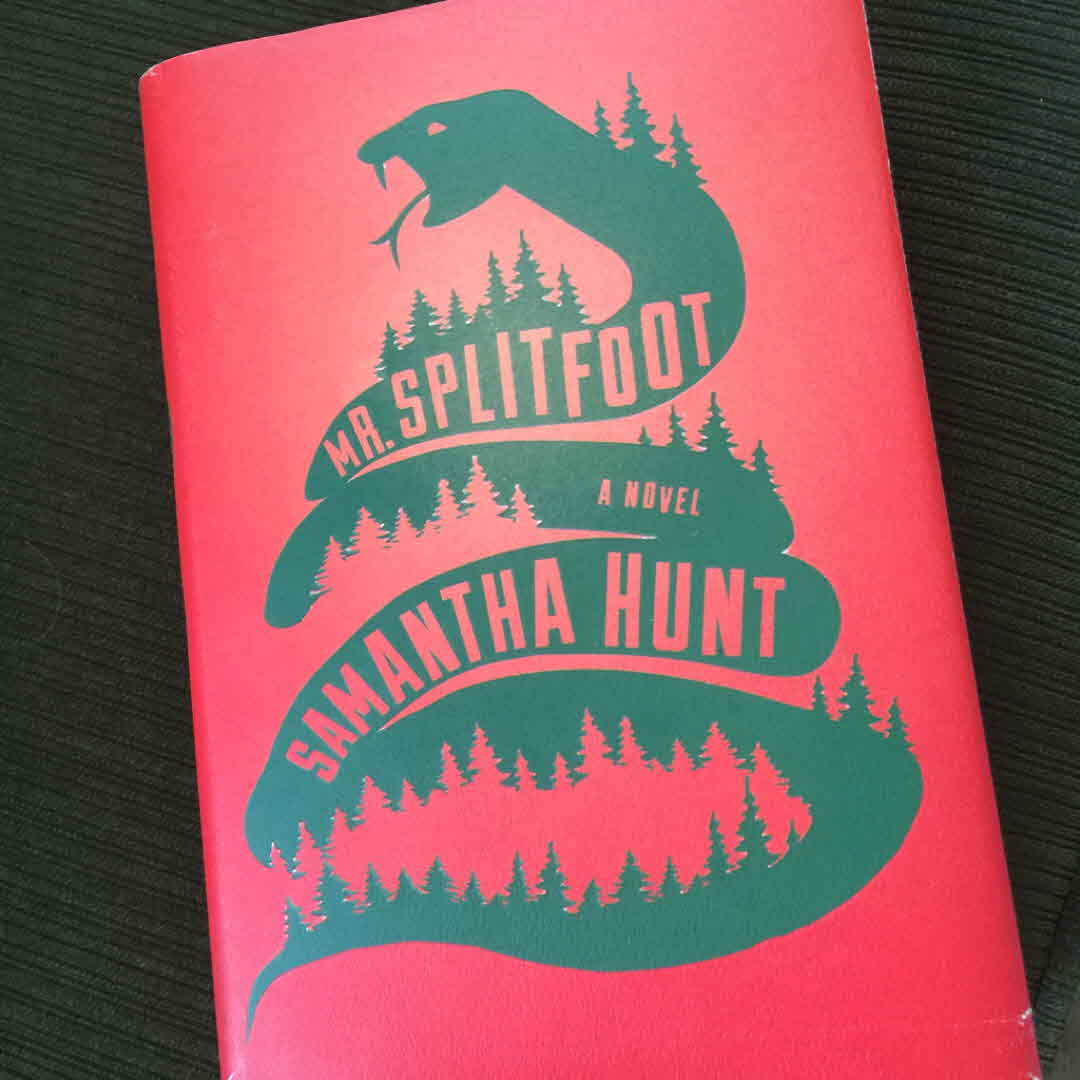 MR. SPLITFOOT
A NOVEL
SAMANTHA HUNT